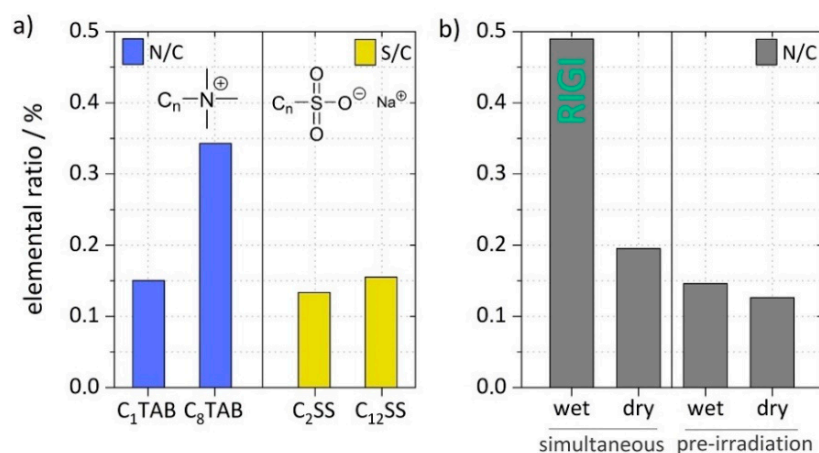 a)
N/C
S/C
Cₙ—N⊕
O
Cₙ—S—O⊖ Na⊕
O
elemental ratio / %
0.5
0.4
0.3
0.2
0.1
0.0
C₁TAB C₈TAB C₂SS C₁₂SS
b)
N/C
RIGI
0.5
0.4
0.3
0.2
0.1
0.0
wet dry wet dry
simultaneous pre-irradiation